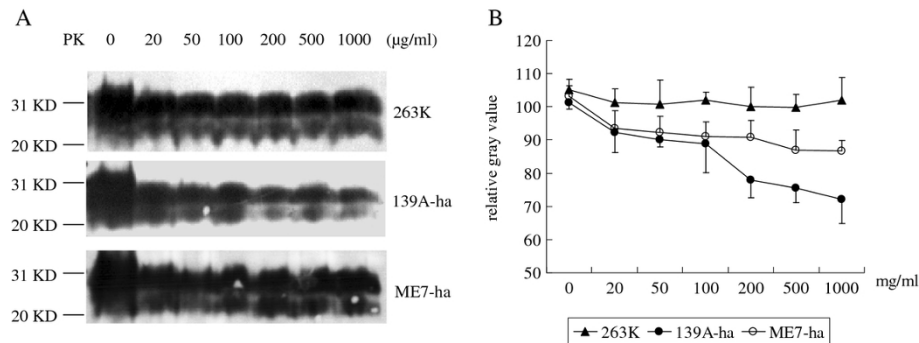 A
PK 0 20 50 100 200 500 1000 (μg/ml)
31 KD
20 KD
263K
31 KD
20 KD
139A-ha
31 KD
20 KD
ME7-ha
B
relative gray value
120
110
100
90
80
70
60
50
0 20 50 100 200 500 1000 mg/ml
263K 139A-ha ME7-ha